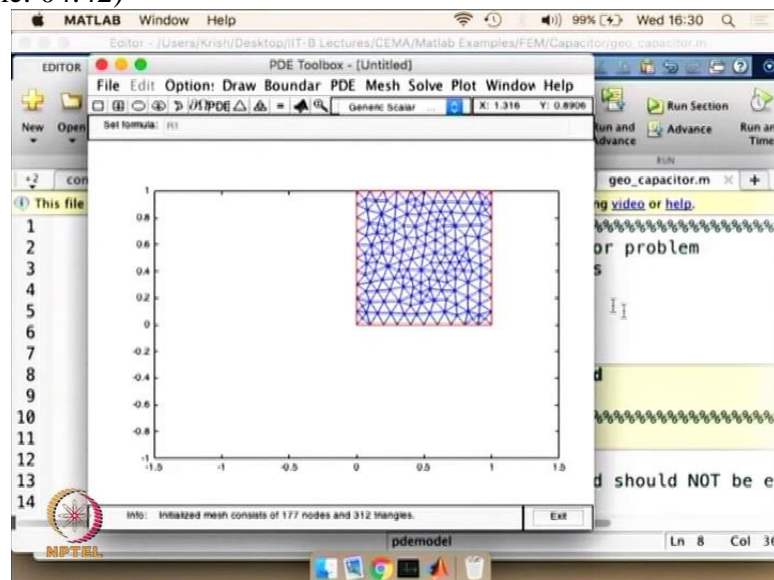 MATLAB Window Help 99% Wed 16:30
Editor - /Users/Krish/Desktop/IIT-B Lectures/CEMA/Matlab Examples/FEM/Capacitor/geo_capacitor.m
EDITOR
PDE Toolbox - [Untitled]
File Edit Option: Draw Boundar PDE Mesh Solve Plot Window Help
PDE = Generic Scalar ... X: 1.316 Y: 0.8906
Set formula: R1
New Open
Run and Advance
Run Section
Advance
Run an Time
RUN
+2 con
geo_capacitor.m × +
This file
ng video or help.
1 %%%%%%%%%%%%%%%%%%
2 or problem
3 s
4
5
6
7
8 d
9
10 %%%%%%%%%%%%%%%%%%
11
12
13 d should NOT be e
14
1
0.8
0.6
0.4
0.2
0
-0.2
-0.4
-0.6
-0.8
-1
-1.5 -1 -0.5 0 0.5 1 1.5
Info: Initialized mesh consists of 177 nodes and 312 triangles. Exit
pdemodel Ln 8 Col 36
NPTEL